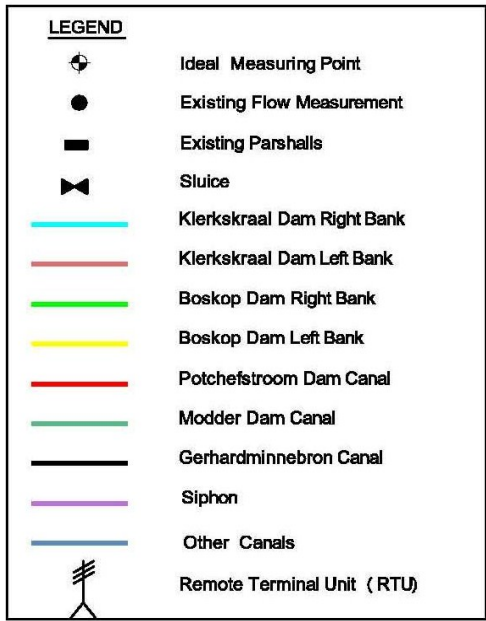 LEGEND
Ideal Measuring Point
Existing Flow Measurement
Existing Parshalls
Sluice
Klerkskraal Dam Right Bank
Klerkskraal Dam Left Bank
Boskop Dam Right Bank
Boskop Dam Left Bank
Potchefstroom Dam Canal
Modder Dam Canal
Gerhardminnebron Canal
Siphon
Other Canals
Remote Terminal Unit ( RTU)